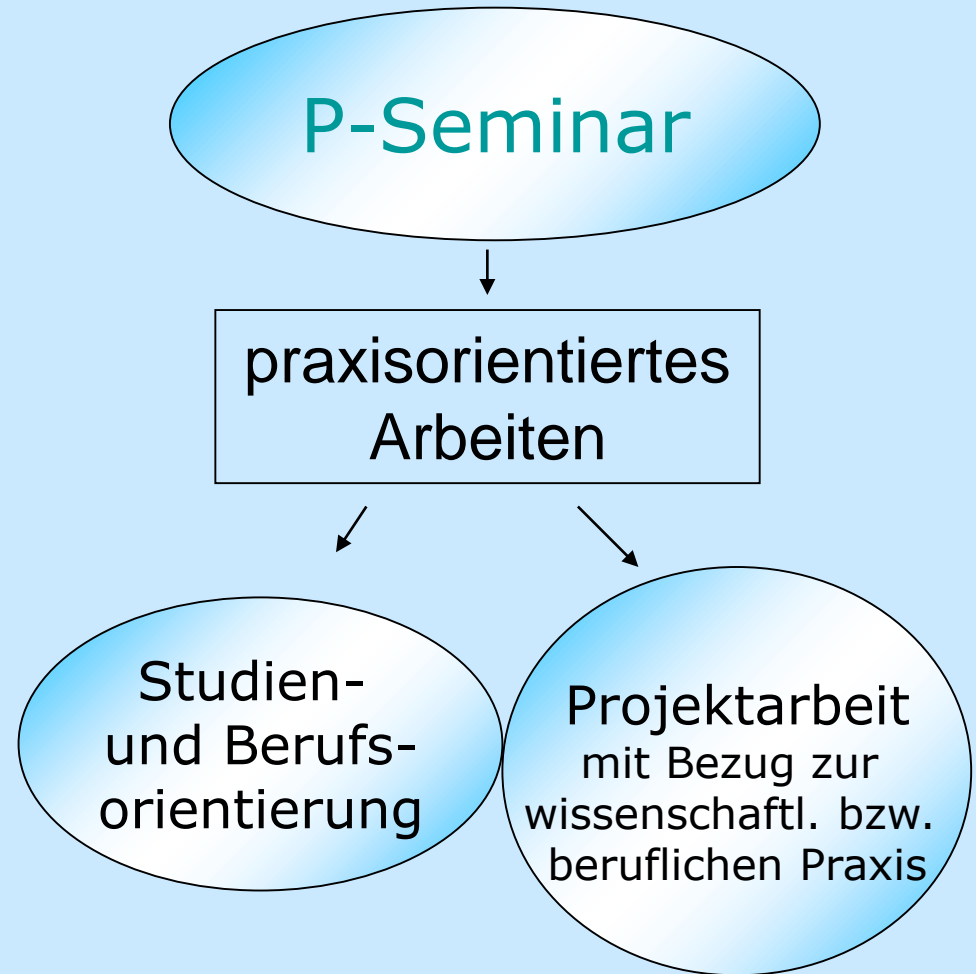 P-Seminar
praxisorientiertes
Arbeiten
Studien-
und Berufs-
orientierung
Projektarbeit
mit Bezug zur
wissenschaftl. bzw.
beruflichen Praxis